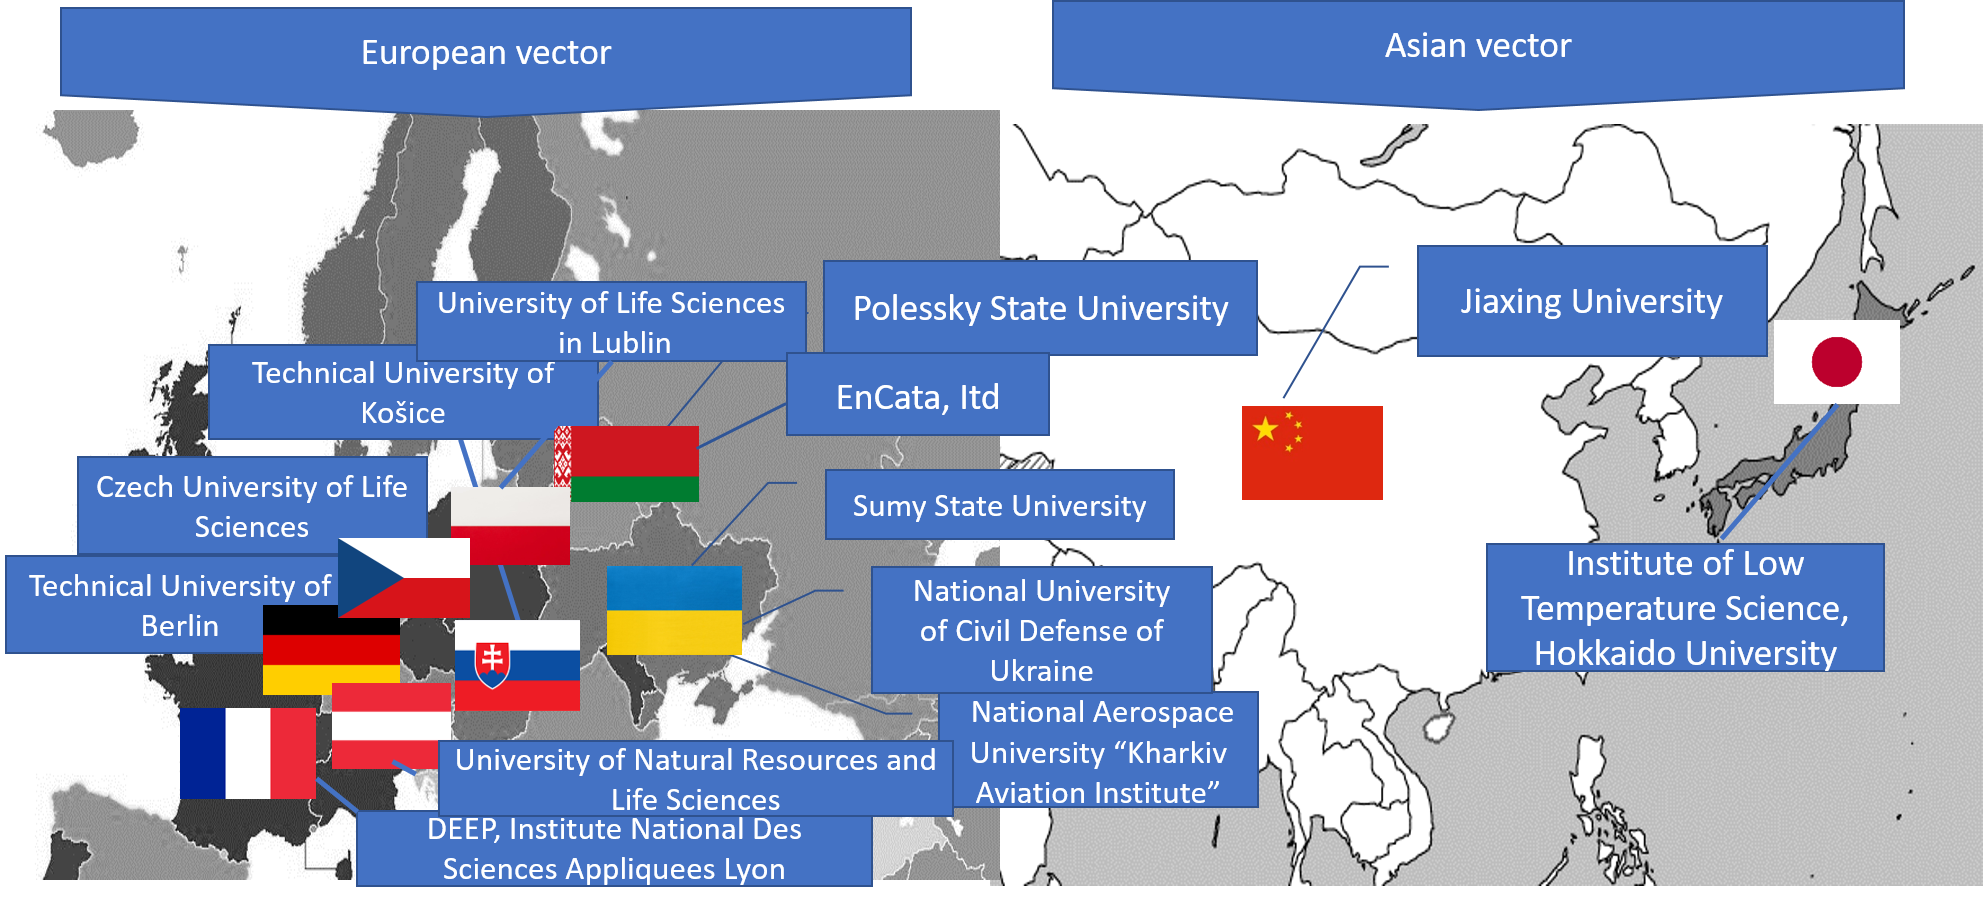 European vector
Asian vector
University of Life Sciences
in Lublin
Polessky State University
Jiaxing University
Technical University of
Košice
EnCata, ltd
Czech University of Life
Sciences
Sumy State University
Technical University of
Berlin
National University
of Civil Defense of
Ukraine
Institute of Low
Temperature Science,
Hokkaido University
National Aerospace
University “Kharkiv
Aviation Institute”
University of Natural Resources and
Life Sciences
DEEP, Institute National Des
Sciences Appliquees Lyon